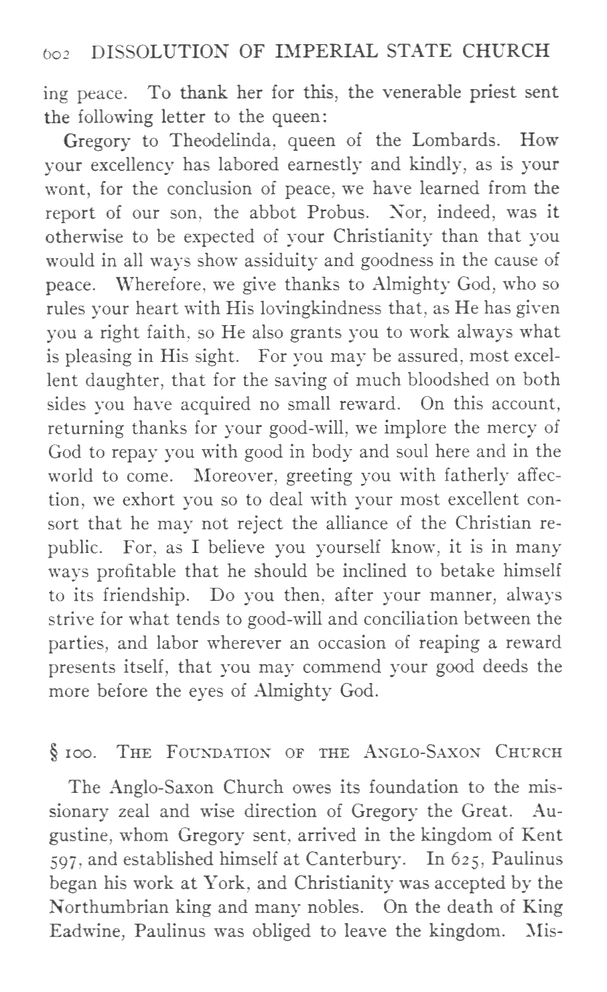 602 DISSOLUTION OF IMPERIAL STATE CHURCH
ing peace. To thank her for this, the venerable priest sent
the following letter to the queen:
Gregory to Theodelinda, queen of the Lombards. How
your excellency has labored earnestly and kindly, as is your
wont, for the conclusion of peace, we have learned from the
report of our son, the abbot Probus. Nor, indeed, was it
otherwise to be expected of your Christianity than that you
would in all ways show assiduity and goodness in the cause of
peace. Wherefore, we give thanks to Almighty God, who so
rules your heart with His lovingkindness that, as He has given
you a right faith, so He also grants you to work always what
is pleasing in His sight. For you may be assured, most excel-
lent daughter, that for the saving of much bloodshed on both
sides you have acquired no small reward. On this account,
returning thanks for your good-will, we implore the mercy of
God to repay you with good in body and soul here and in the
world to come. Moreover, greeting you with fatherly affec-
tion, we exhort you so to deal with your most excellent con-
sort that he may not reject the alliance of the Christian re-
public. For, as I believe you yourself know, it is in many
ways profitable that he should be inclined to betake himself
to its friendship. Do you then, after your manner, always
strive for what tends to good-will and conciliation between the
parties, and labor wherever an occasion of reaping a reward
presents itself, that you may commend your good deeds the
more before the eyes of Almighty God.
§ 100. The Foundation of the Anglo-Saxon Church
The Anglo-Saxon Church owes its foundation to the mis-
sionary zeal and wise direction of Gregory the Great. Au-
gustine, whom Gregory sent, arrived in the kingdom of Kent
597, and established himself at Canterbury. In 625, Paulinus
began his work at York, and Christianity was accepted by the
Northumbrian king and many nobles. On the death of King
Eadwine, Paulinus was obliged to leave the kingdom. Mis-